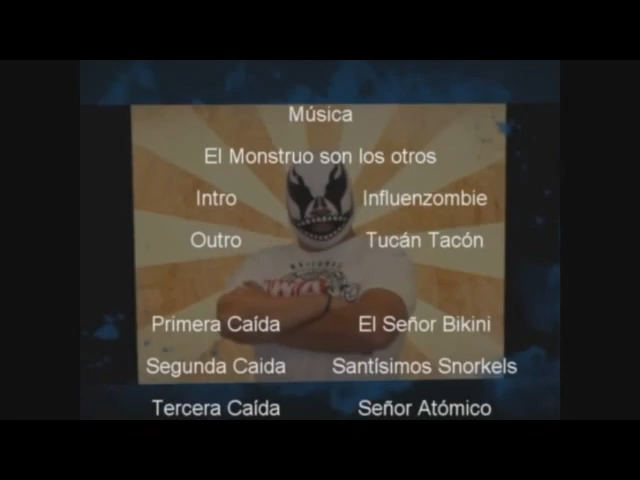 Música
El Monstruo son los otros
Intro Influenzombie
Outro Tucán Tacón
Primera Caída El Señor Bikini
Segunda Caida Santísimos Snorkels
Tercera Caída Señor Atómico